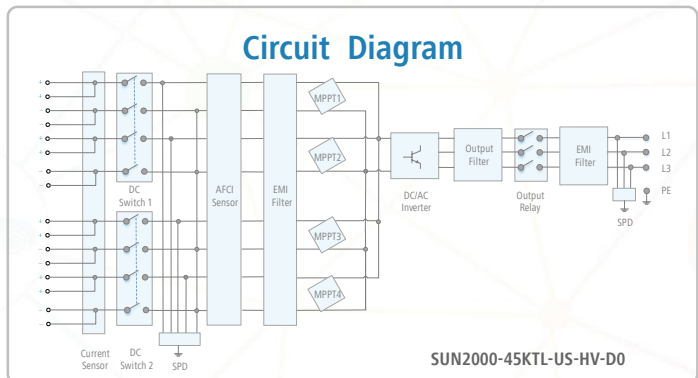 Circuit Diagram
+
+
−
−
+
+
−
−
+
+
−
−
+
+
−
−
DC
Switch 1
DC
Switch 2
Current
Sensor
SPD
AFCI
Sensor
EMI
Filter
MPPT1
MPPT2
MPPT3
MPPT4
DC/AC
Inverter
Output
Filter
Output
Relay
EMI
Filter
L1
L2
L3
PE
SPD
SUN2000-45KTL-US-HV-D0